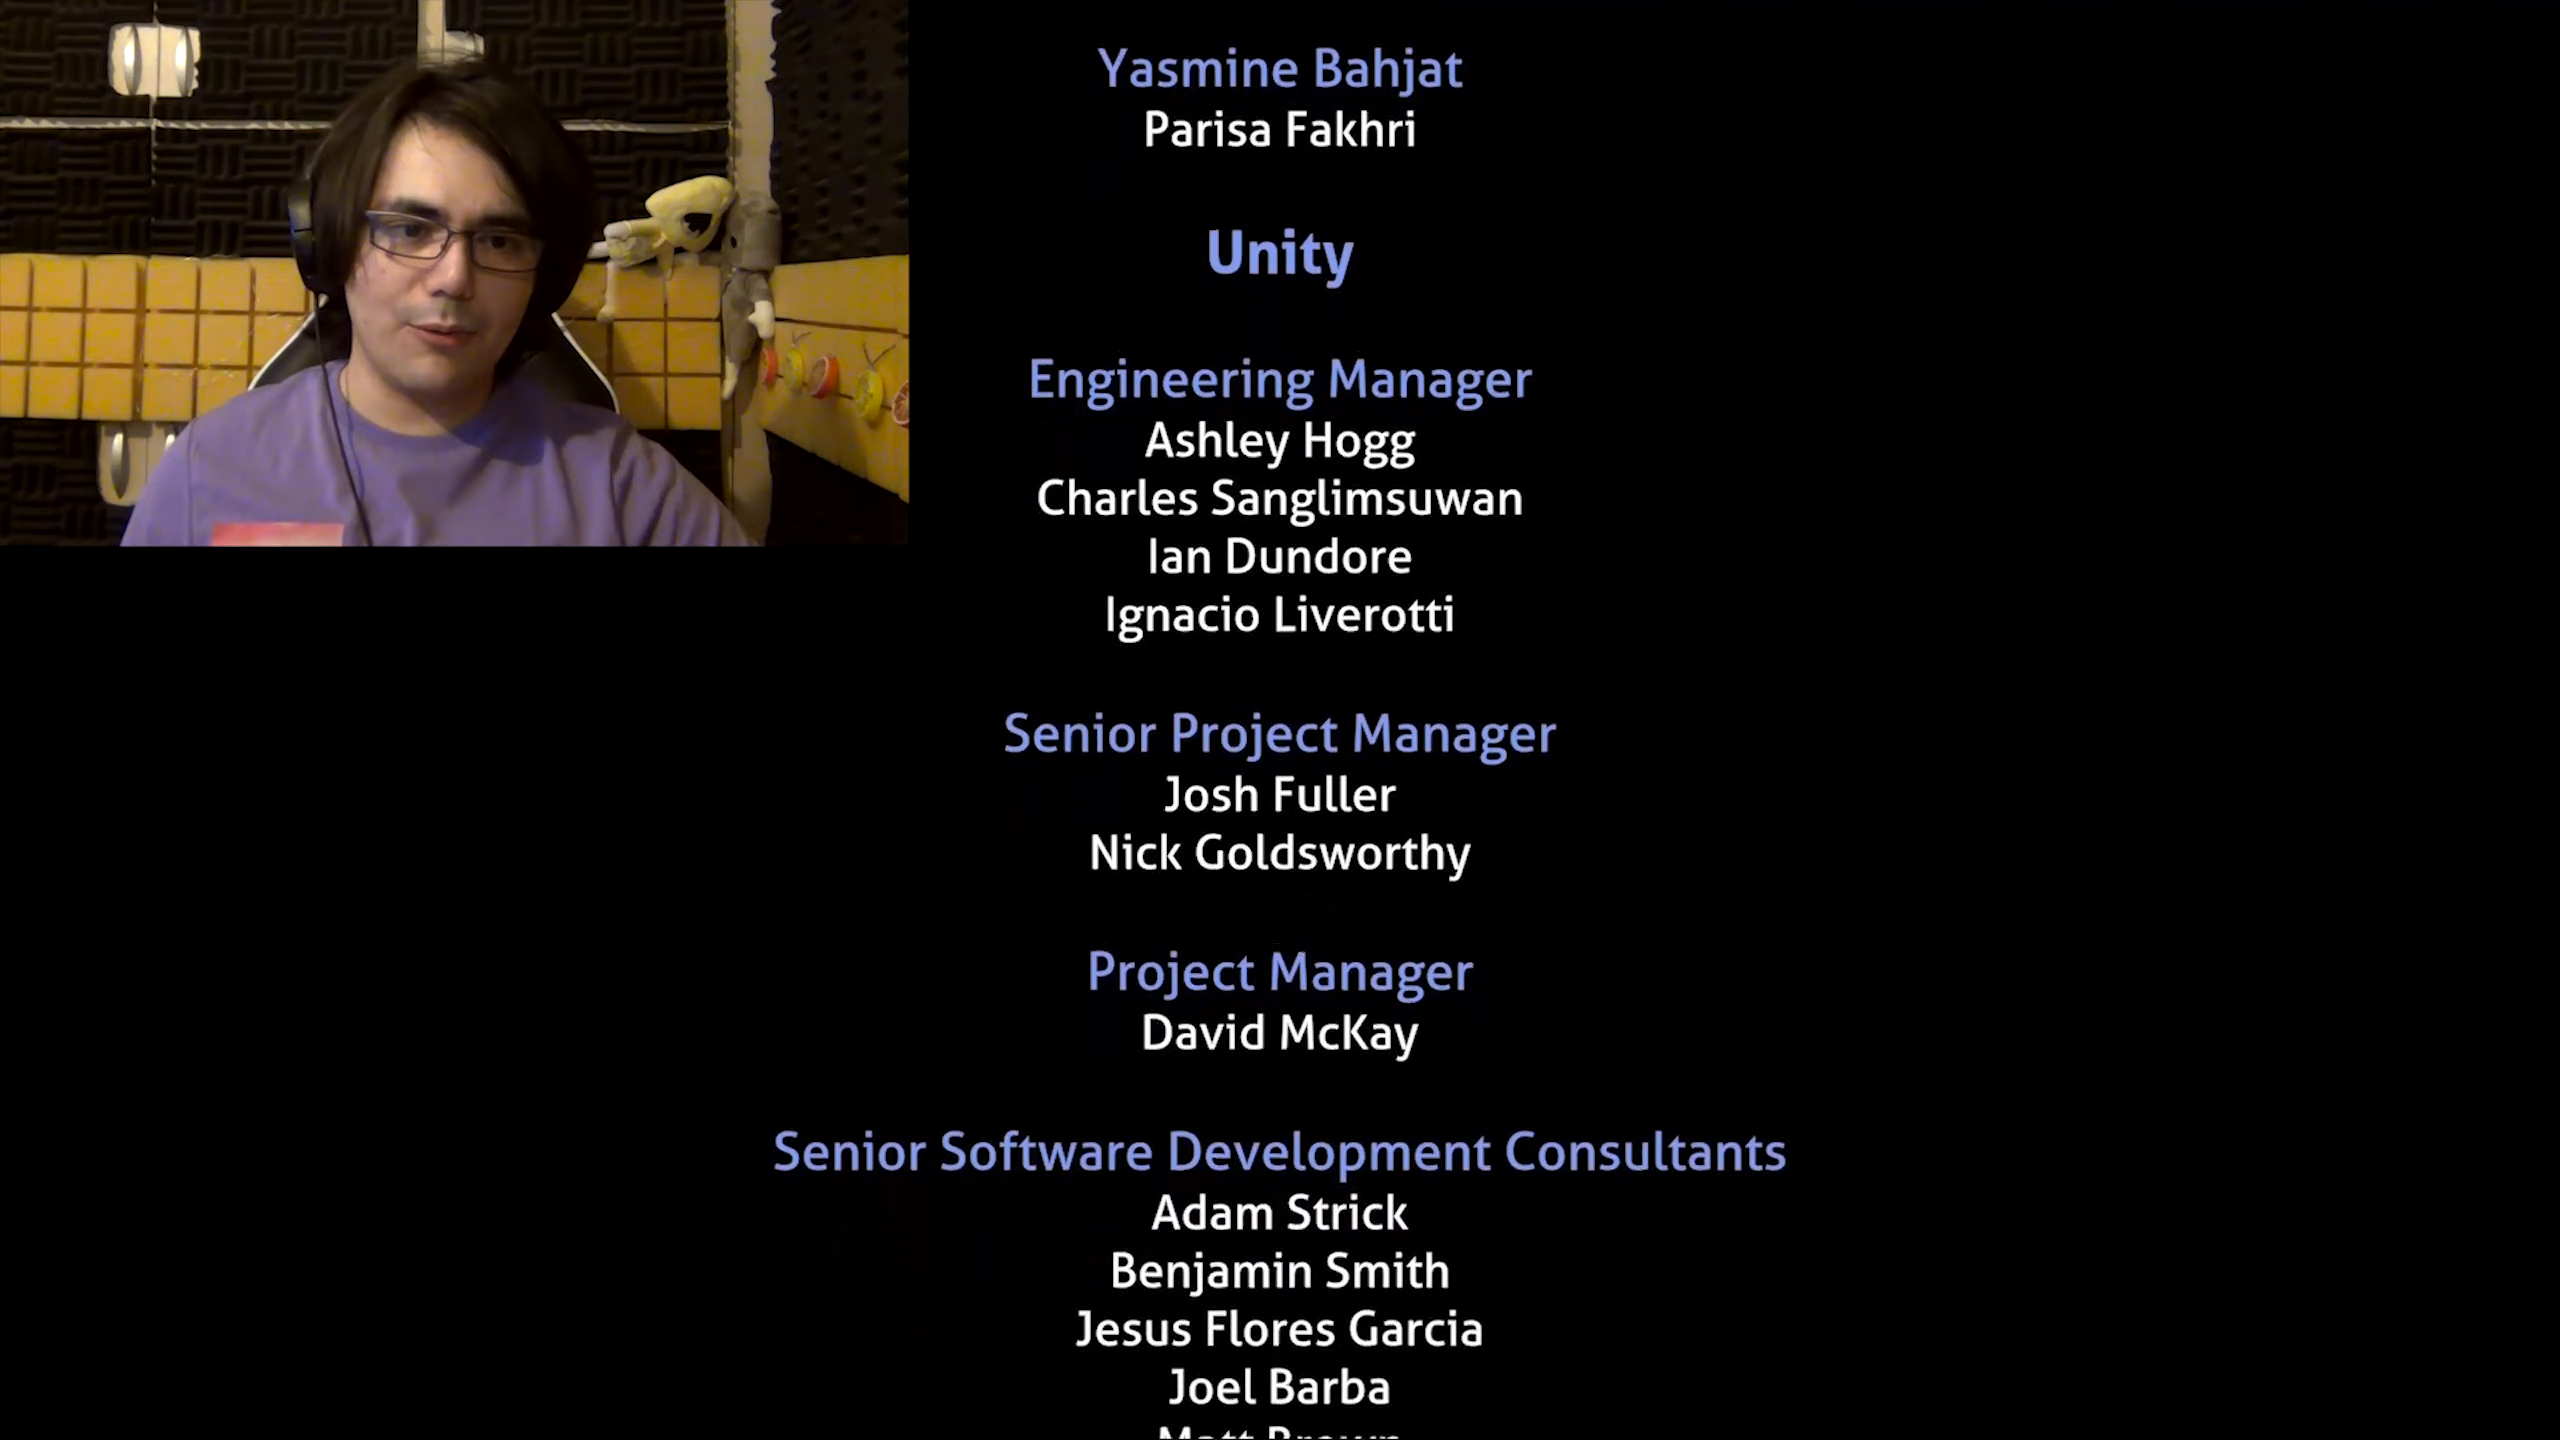 Yasmine Bahjat
Parisa Fakhri
Unity
Engineering Manager
Ashley Hogg
Charles Sanglimsuwan
Ian Dundore
Ignacio Liverotti
Senior Project Manager
Josh Fuller
Nick Goldsworthy
Project Manager
David McKay
Senior Software Development Consultants
Adam Strick
Benjamin Smith
Jesus Flores Garcia
Joel Barba
Matt Brown